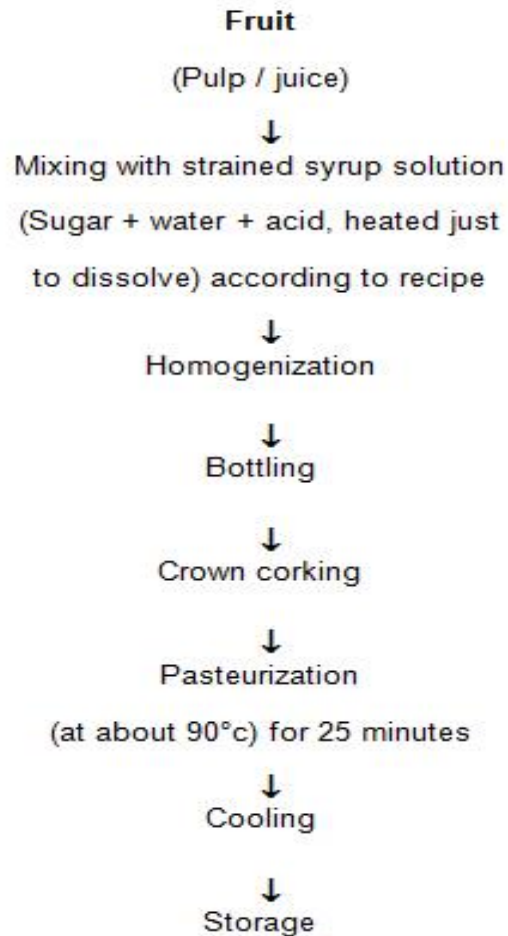 Fruit
(Pulp / juice)
↓
Mixing with strained syrup solution
(Sugar + water + acid, heated just
to dissolve) according to recipe
↓
Homogenization
↓
Bottling
↓
Crown corking
↓
Pasteurization
(at about 90°c) for 25 minutes
↓
Cooling
↓
Storage